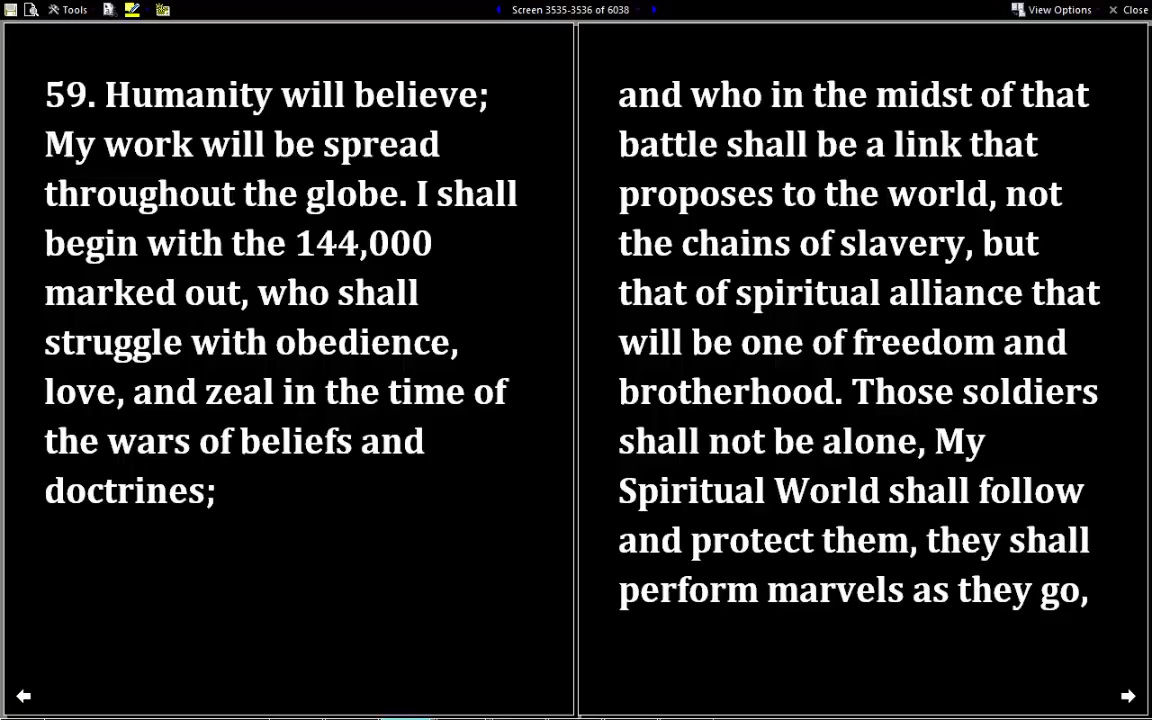 Tools
Screen 3535-3536 of 6038
View Options
Close
59. Humanity will believe;
My work will be spread
throughout the globe. I shall
begin with the 144,000
marked out, who shall
struggle with obedience,
love, and zeal in the time of
the wars of beliefs and
doctrines;
and who in the midst of that
battle shall be a link that
proposes to the world, not
the chains of slavery, but
that of spiritual alliance that
will be one of freedom and
brotherhood. Those soldiers
shall not be alone, My
Spiritual World shall follow
and protect them, they shall
perform marvels as they go,